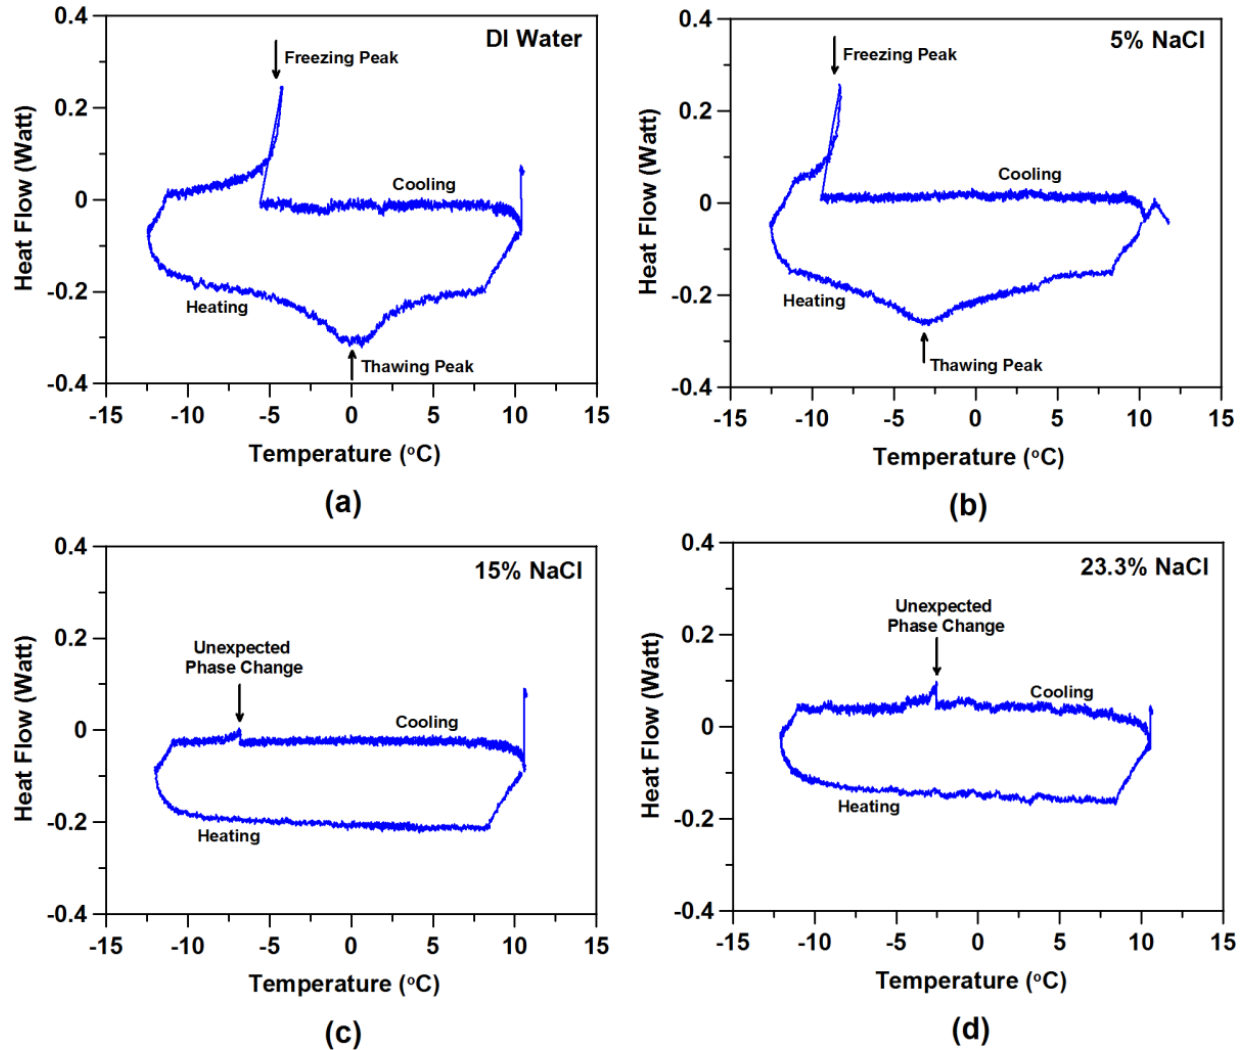 0.4
0.2
0
-0.2
-0.4
Heat Flow (Watt)
DI Water
Freezing Peak
Cooling
Heating
Thawing Peak
-15 -10 -5 0 5 10 15
Temperature (°C)
(a)
0.4
0.2
0
-0.2
-0.4
Heat Flow (Watt)
5% NaCl
Freezing Peak
Cooling
Heating
Thawing Peak
-15 -10 -5 0 5 10 15
Temperature (°C)
(b)
0.4
0.2
0
-0.2
-0.4
Heat Flow (Watt)
15% NaCl
Unexpected
Phase Change
Cooling
Heating
-15 -10 -5 0 5 10 15
Temperature (°C)
(c)
0.4
0.2
0
-0.2
-0.4
Heat Flow (Watt)
23.3% NaCl
Unexpected
Phase Change
Cooling
Heating
-15 -10 -5 0 5 10 15
Temperature (°C)
(d)